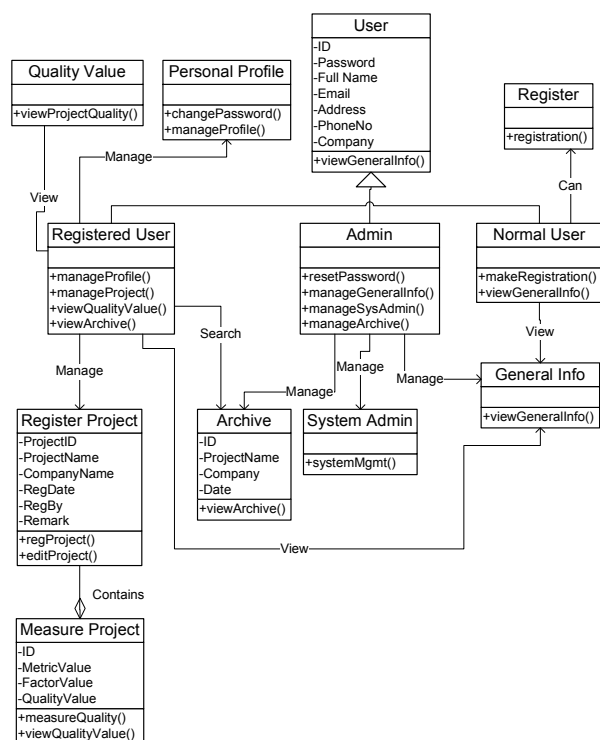 User
-ID
-Password
-Full Name
-Email
-Address
-PhoneNo
-Company
+viewGeneralInfo()
Quality Value
+viewProjectQuality()
Personal Profile
+changePassword()
+manageProfile()
Register
+registration()
Manage
View
Can
Registered User
+manageProfile()
+manageProject()
+viewQualityValue()
+viewArchive()
Admin
+resetPassword()
+manageGeneralInfo()
+manageSysAdmin()
+manageArchive()
Normal User
+makeRegistration()
+viewGeneralInfo()
Search
View
Manage
Manage
Manage
Manage
General Info
+viewGeneralInfo()
Register Project
-ProjectID
-ProjectName
-CompanyName
-RegDate
-RegBy
-Remark
+regProject()
+editProject()
Archive
-ID
-ProjectName
-Company
-Date
+viewArchive()
System Admin
+systemMgmt()
View
Contains
Measure Project
-ID
-MetricValue
-FactorValue
-QualityValue
+measureQuality()
+viewQualityValue()